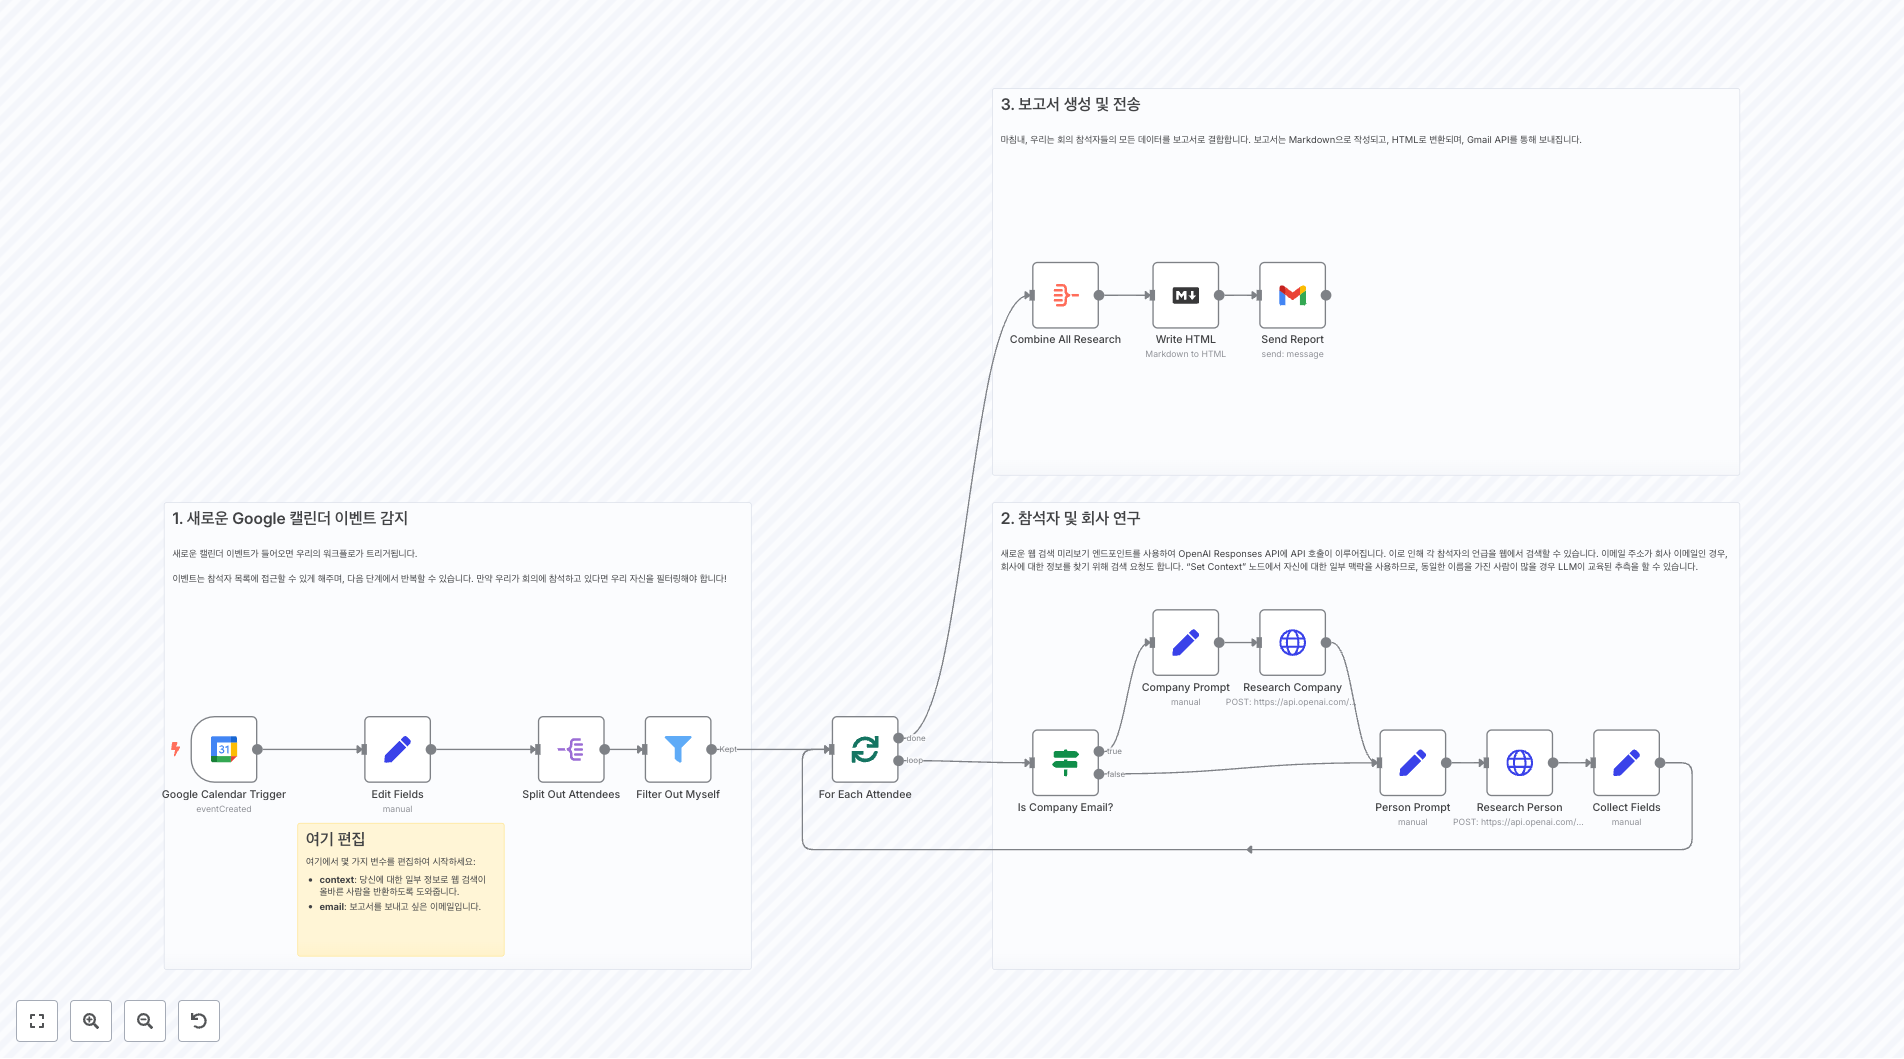 3. 보고서 생성 및 전송
마침내, 우리는 회의 참석자들의 모든 데이터를 보고서로 결합합니다. 보고서는 Markdown으로 작성되고, HTML로 변환되며, Gmail API를 통해 보내집니다.
Combine All Research
Write HTML
Markdown to HTML
Send Report
send: message
1. 새로운 Google 캘린더 이벤트 감지
새로운 캘린더 이벤트가 들어오면 우리의 워크플로가 트리거됩니다.
이벤트는 참석자 목록에 접근할 수 있게 해주며, 다음 단계에서 반복할 수 있습니다. 만약 우리가 회의에 참석하고 있다면 우리 자신을 필터링해야 합니다!
31
Google Calendar Trigger
eventCreated
Edit Fields
manual
Split Out Attendees
Filter Out Myself
Kept
여기 편집
여기에서 몇 가지 변수를 편집하여 시작하세요:
• context: 당신에 대한 일부 정보로 웹 검색이
올바른 사람을 반환하도록 도와줍니다.
• email: 보고서를 보내고 싶은 이메일입니다.
For Each Attendee
done
loop
2. 참석자 및 회사 연구
새로운 웹 검색 미리보기 엔드포인트를 사용하여 OpenAI Responses API에 API 호출이 이루어집니다. 이로 인해 각 참석자의 언급을 웹에서 검색할 수 있습니다. 이메일 주소가 회사 이메일인 경우,
회사에 대한 정보를 찾기 위해 검색 요청도 합니다. “Set Context” 노드에서 자신에 대한 일부 맥락을 사용하므로, 동일한 이름을 가진 사람이 많을 경우 LLM이 교육된 추측을 할 수 있습니다.
Company Prompt
manual
Research Company
POST: https://api.openai.com/...
Is Company Email?
true
false
Person Prompt
manual
Research Person
POST: https://api.openai.com/...
Collect Fields
manual